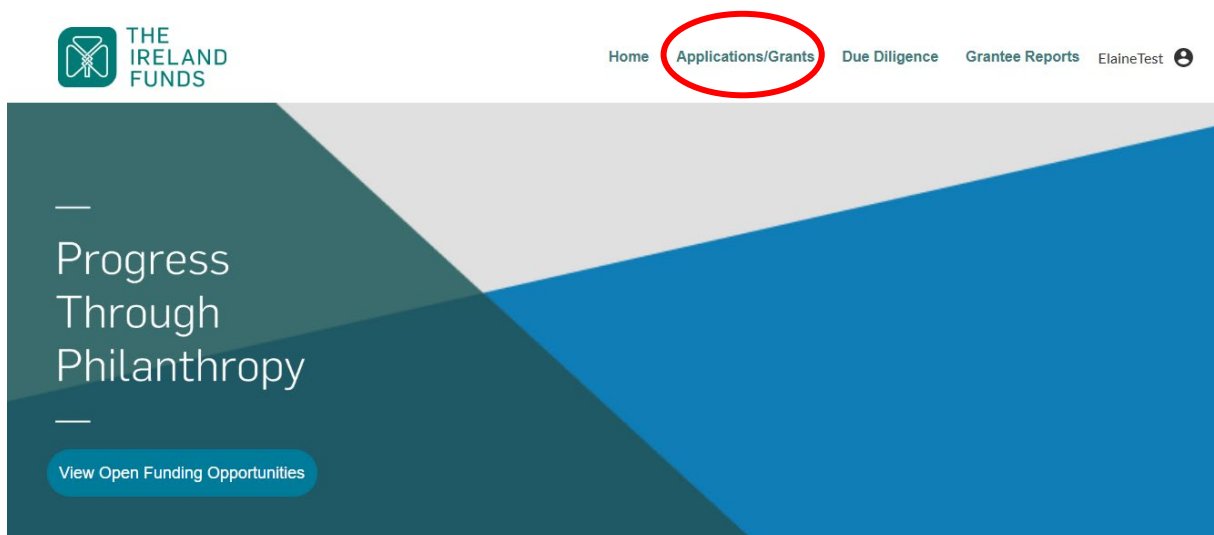 THE
IRELAND
FUNDS
Home Applications/Grants Due Diligence Grantee Reports ElaineTest
Progress
Through
Philanthropy
View Open Funding Opportunities